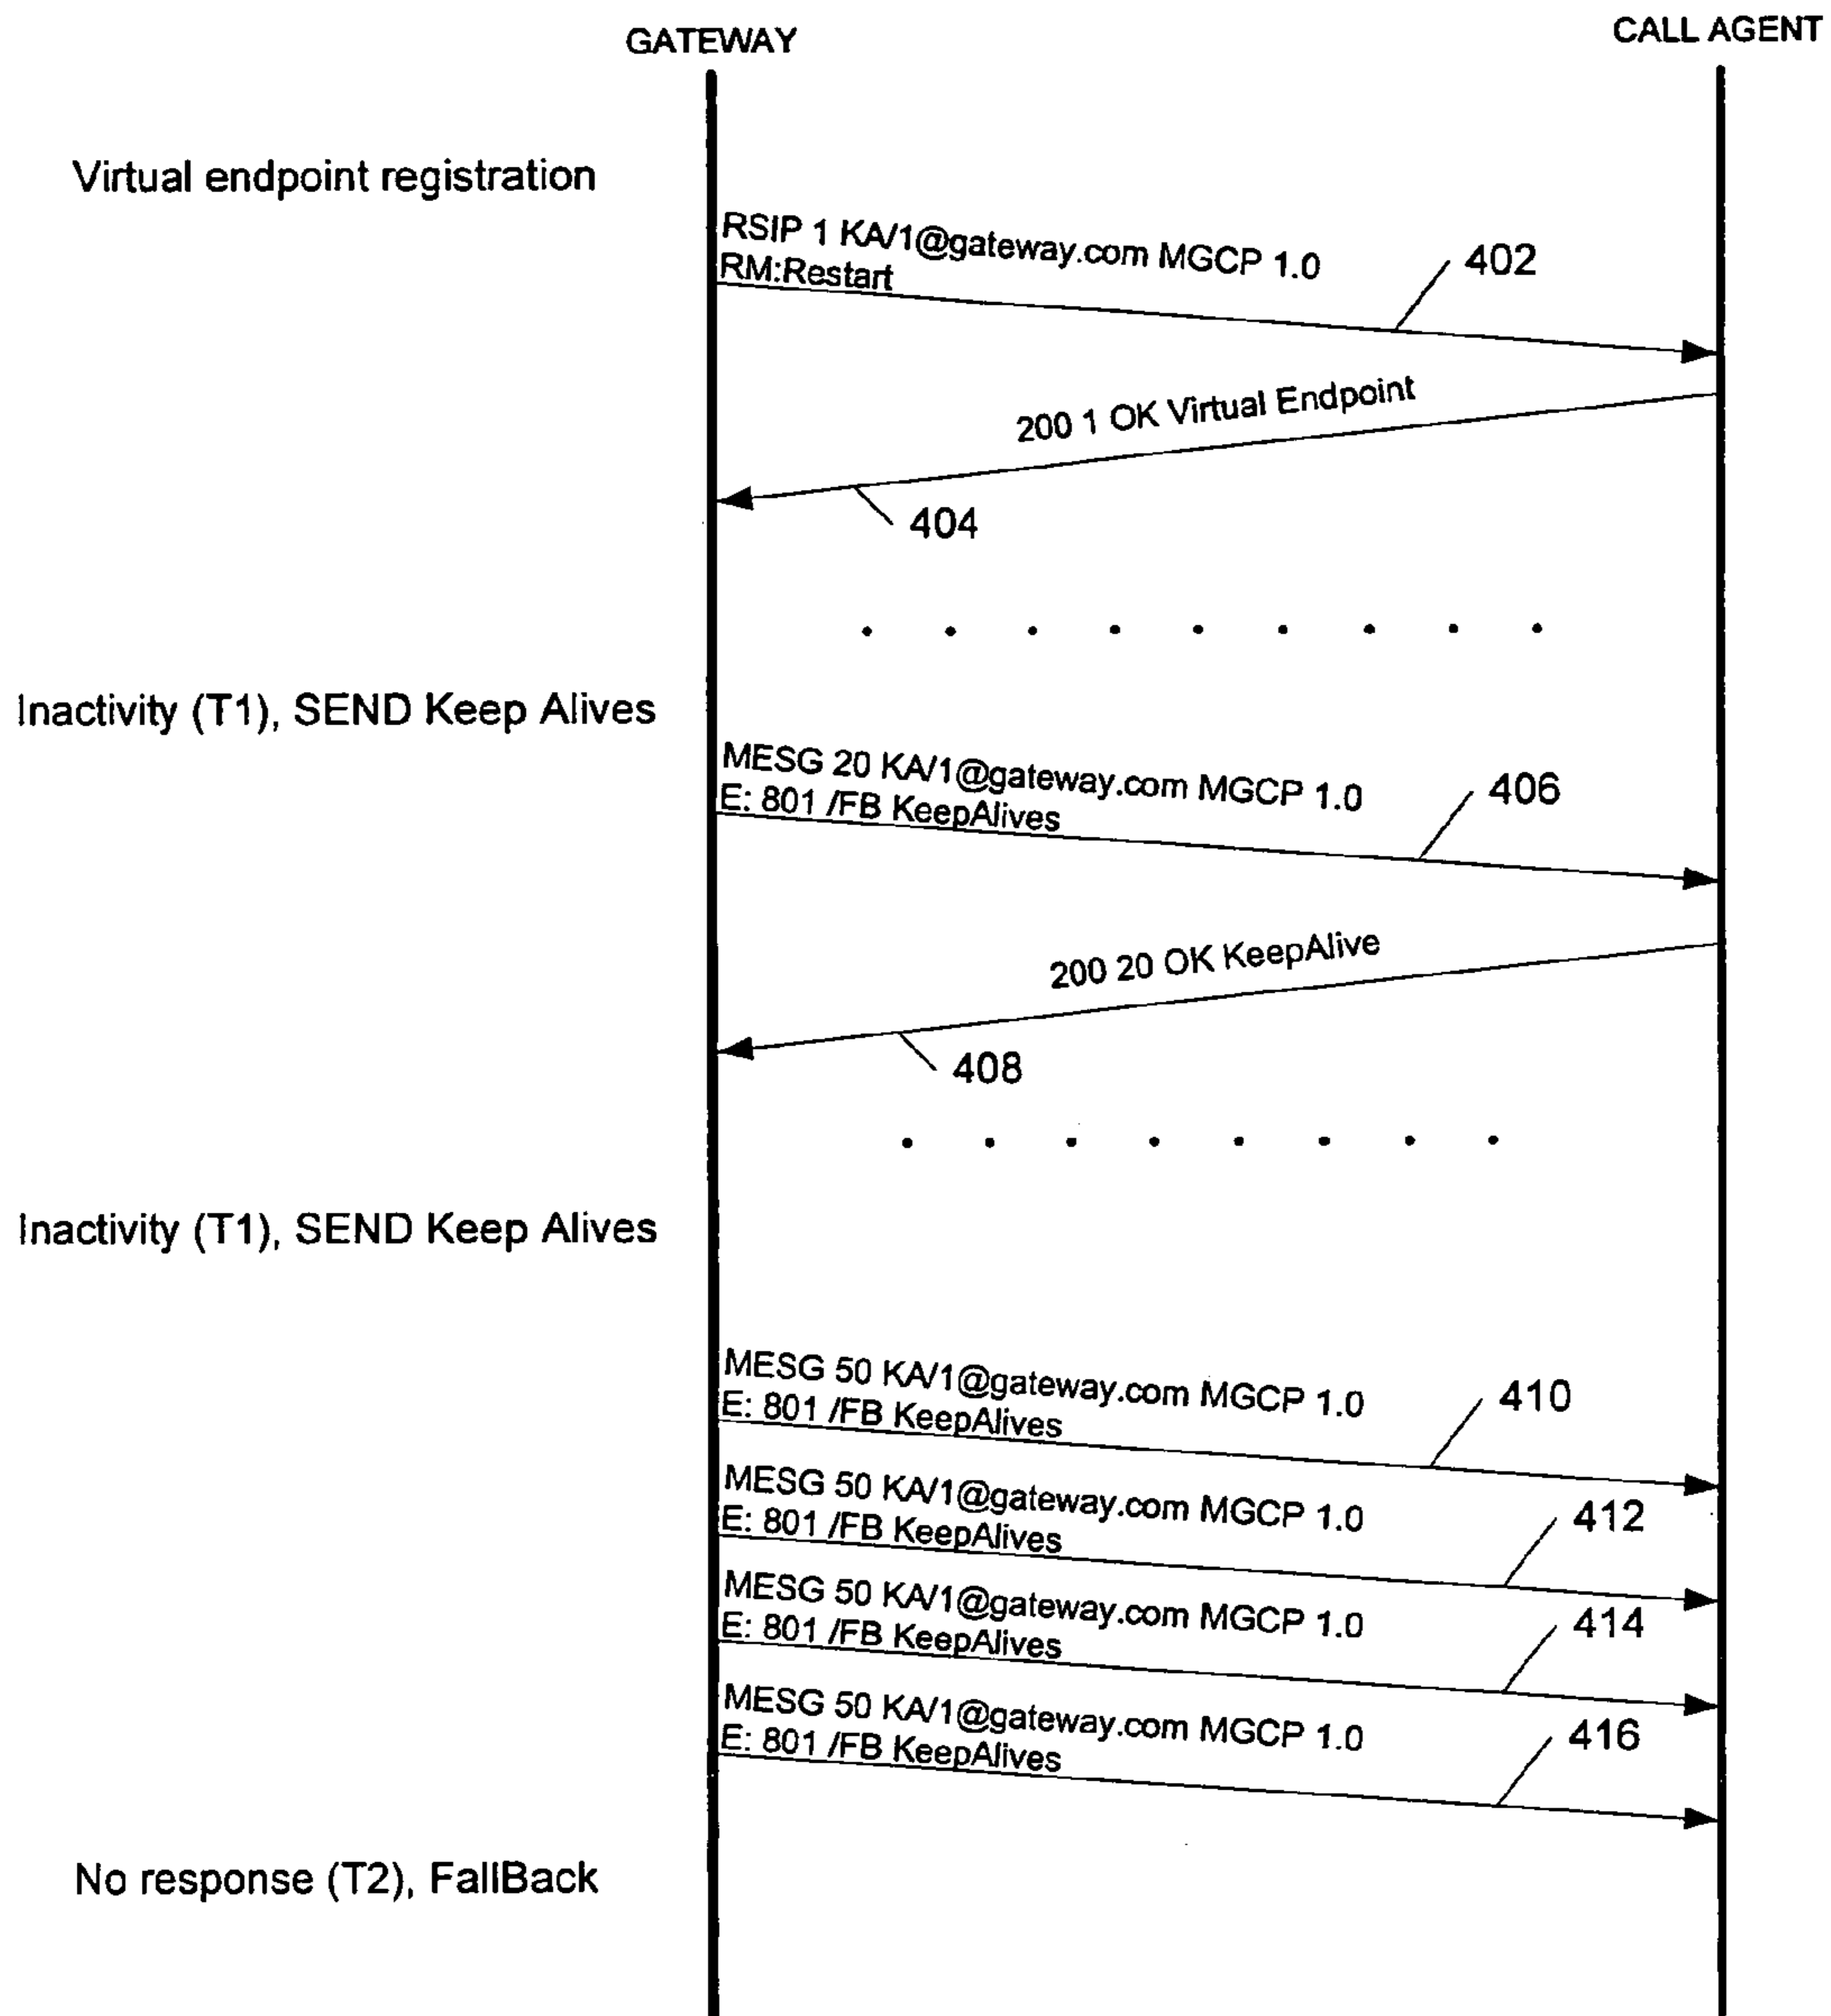 GATEWAY
CALL AGENT
Virtual endpoint registration
RSIP 1 KA/1@gateway.com MGCP 1.0
RM:Restart
402
200 1 OK Virtual Endpoint
404
Inactivity (T1), SEND Keep Alives
MESG 20 KA/1@gateway.com MGCP 1.0
E: 801 /FB KeepAlives
406
200 20 OK KeepAlive
408
Inactivity (T1), SEND Keep Alives
MESG 50 KA/1@gateway.com MGCP 1.0
E: 801 /FB KeepAlives
410
MESG 50 KA/1@gateway.com MGCP 1.0
E: 801 /FB KeepAlives
412
MESG 50 KA/1@gateway.com MGCP 1.0
E: 801 /FB KeepAlives
414
MESG 50 KA/1@gateway.com MGCP 1.0
E: 801 /FB KeepAlives
416
No response (T2), FallBack